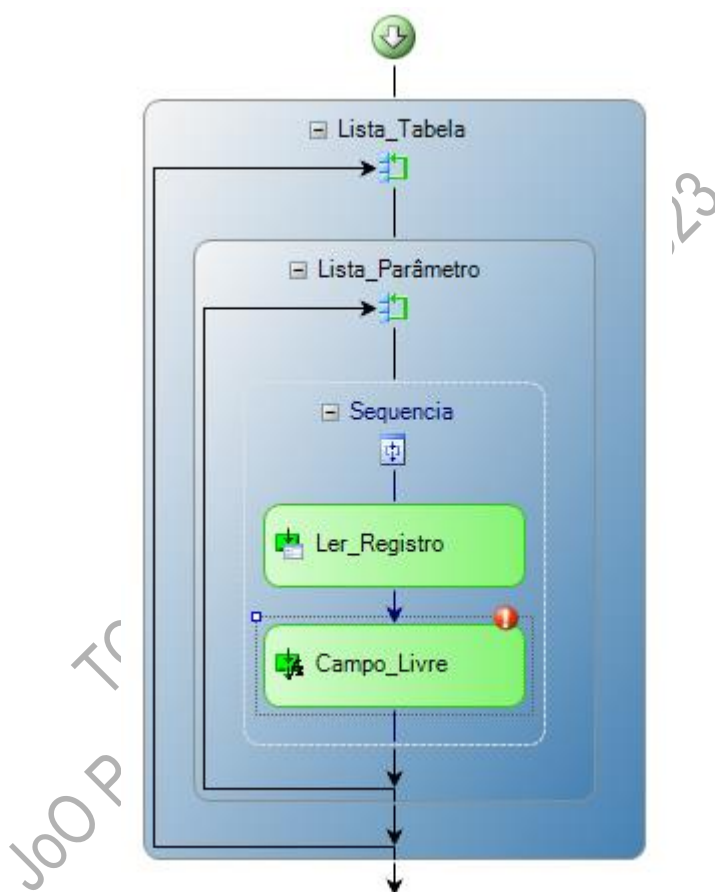 Lista_Tabela
Lista_Parâmetro
Sequencia
Ler_Registro
Campo_Livre